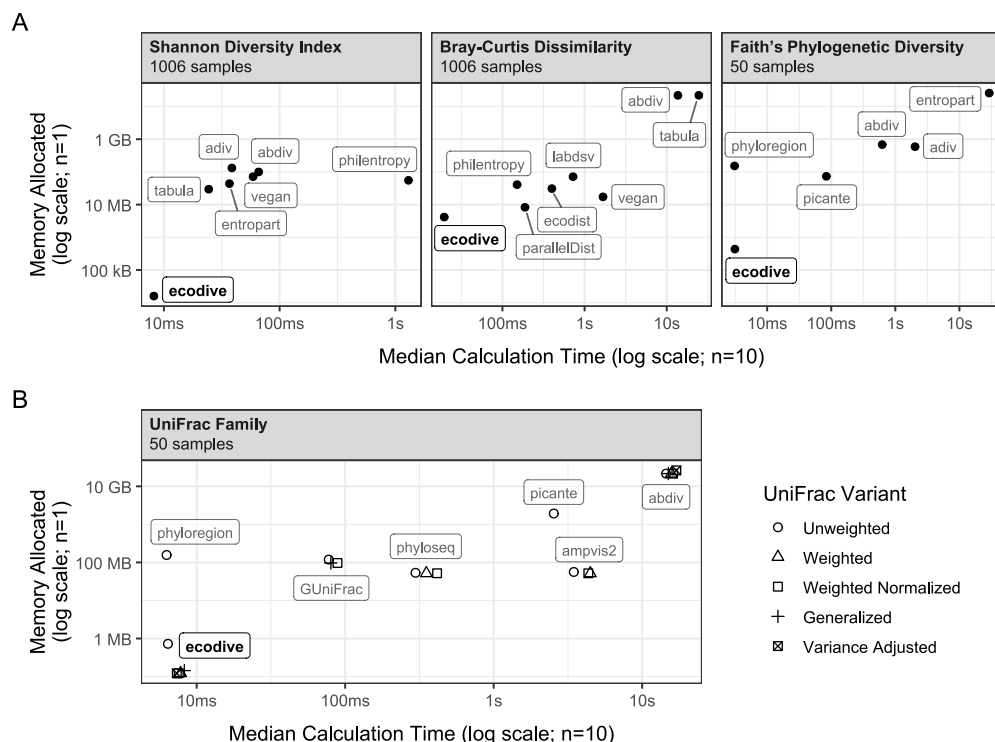 A
Shannon Diversity Index
1006 samples
Bray-Curtis Dissimilarity
1006 samples
Faith's Phylogenetic Diversity
50 samples
Memory Allocated
(log scale; n=1)
1 GB
10 MB
100 kB
adiv
abdiv
philentropy
tabula
vegan
entropart
ecodive
abdiv
tabula
labdsv
philentropy
vegan
ecodist
ecodive
parallelDist
entropart
abdiv
phyloregion
adiv
picante
ecodive
10ms
100ms
1s
100ms
1s
10s
10ms
100ms
1s
10s
Median Calculation Time (log scale; n=10)
B
UniFrac Family
50 samples
Memory Allocated
(log scale; n=1)
10 GB
100 MB
1 MB
picante
abdiv
phyloregion
phyloseq
ampvis2
GUniFrac
ecodive
10ms
100ms
1s
10s
Median Calculation Time (log scale; n=10)
UniFrac Variant
Unweighted
Weighted
Weighted Normalized
Generalized
Variance Adjusted